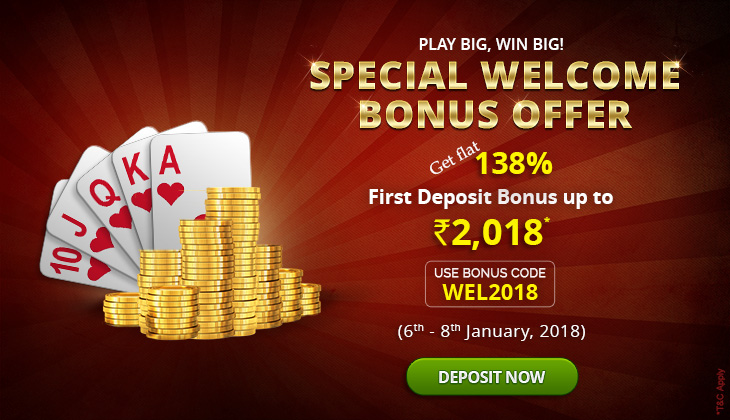 PLAY BIG, WIN BIG!
SPECIAL WELCOME
BONUS OFFER
Get flat 138%
First Deposit Bonus up to
₹2,018*
USE BONUS CODE
WEL2018
(6th - 8th January, 2018)
DEPOSIT NOW
10 J Q K A
*T&C Apply